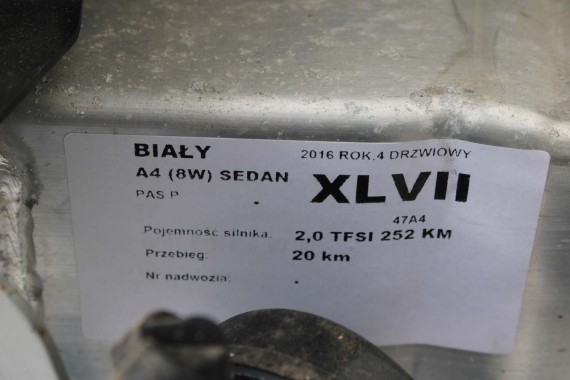 BIAŁY 2016 ROK.4 DRZWIOWY
A4 (8W) SEDAN XLVII
PAS P . 47A4
Pojemność silnika: 2,0 TFSI 252 KM
Przebieg: 20 km
Nr nadwozia: .